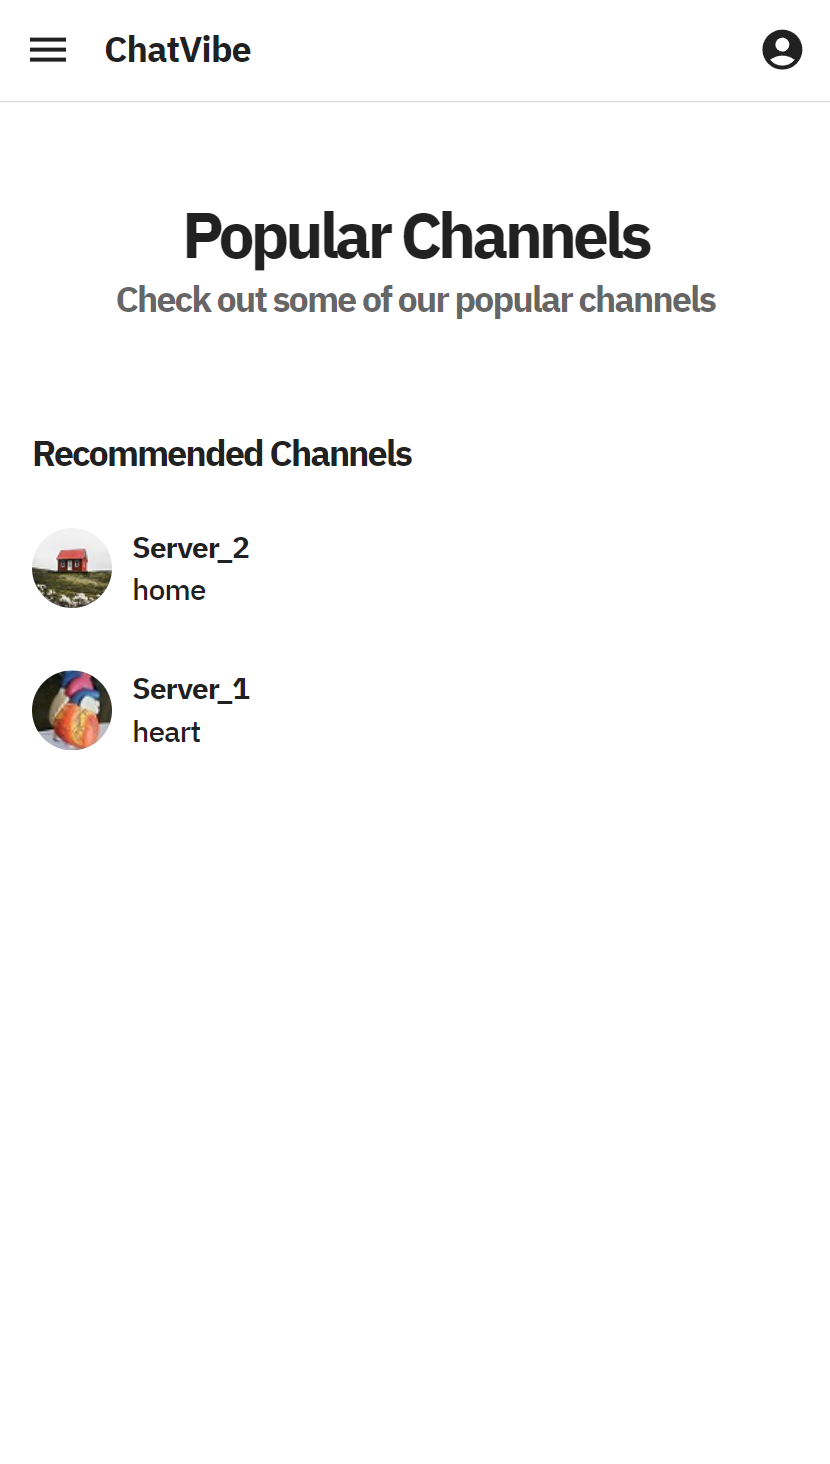 ChatVibe
Popular Channels
Check out some of our popular channels
Recommended Channels
Server_2
home
Server_1
heart